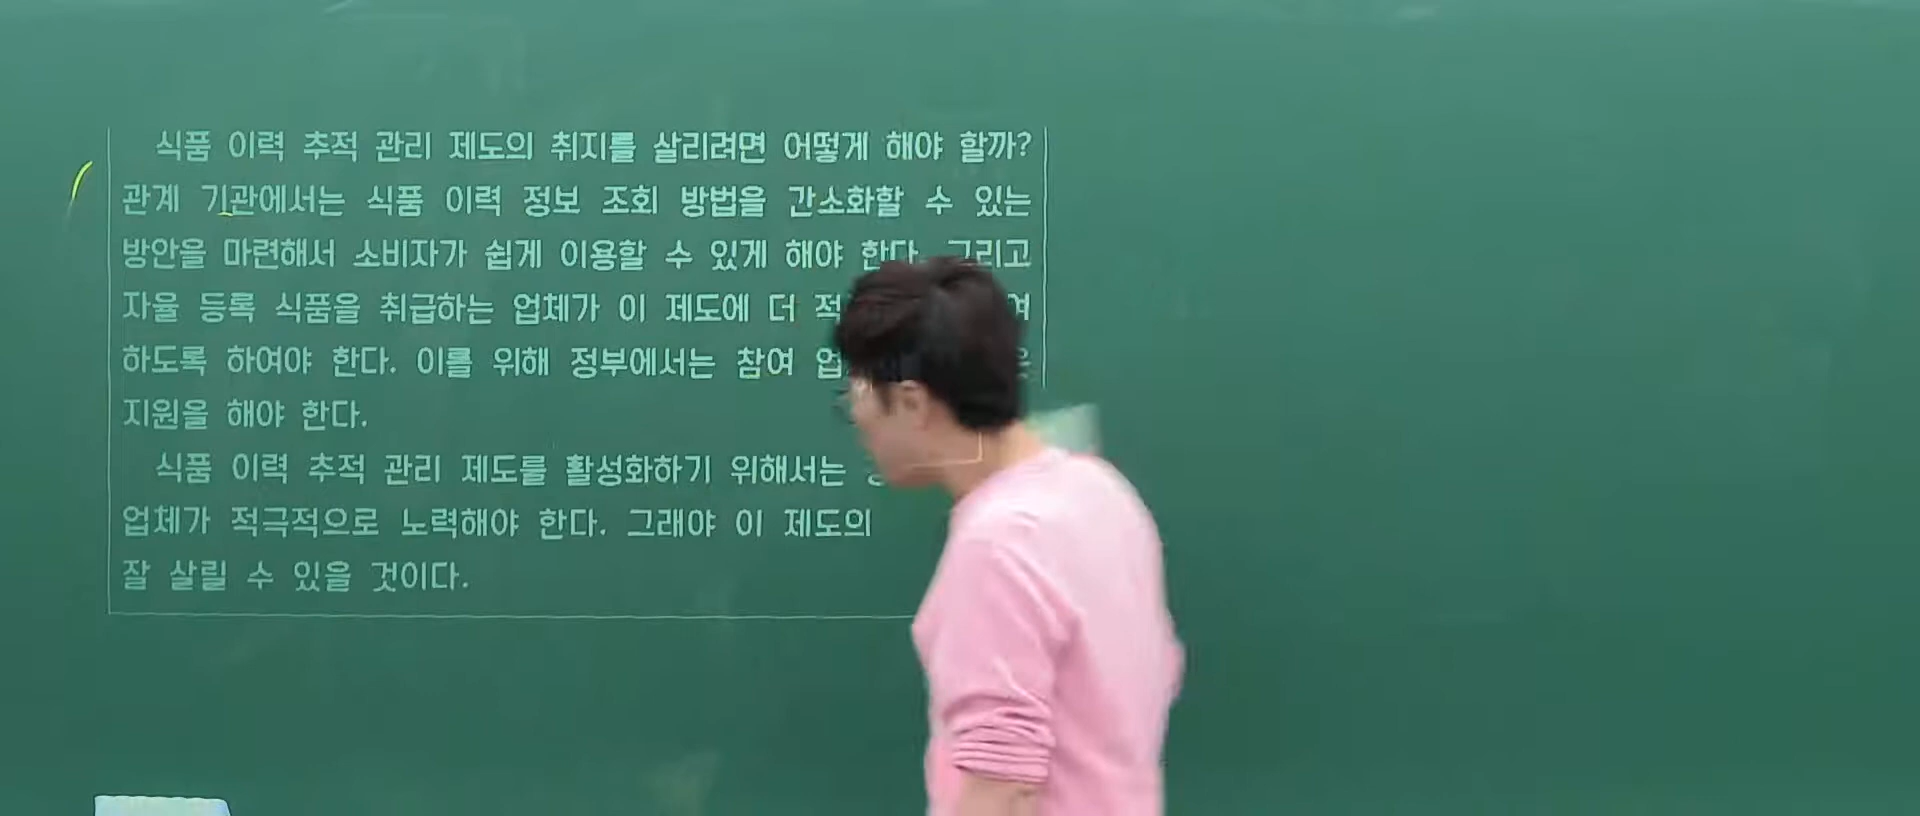 식품 이력 추적 관리 제도의 취지를 살리려면 어떻게 해야 할까?
관계 기관에서는 식품 이력 정보 조회 방법을 간소화할 수 있는
방안을 마련해서 소비자가 쉽게 이용할 수 있게 해야 한다. 그리고
자율 등록 식품을 취급하는 업체가 이 제도에 더
하도록 하여야 한다. 이를 위해 정부에서는 참여
지원을 해야 한다.
식품 이력 추적 관리 제도를 활성화하기 위해서는
업체가 적극적으로 노력해야 한다. 그래야 이 제도의
잘 살릴 수 있을 것이다.